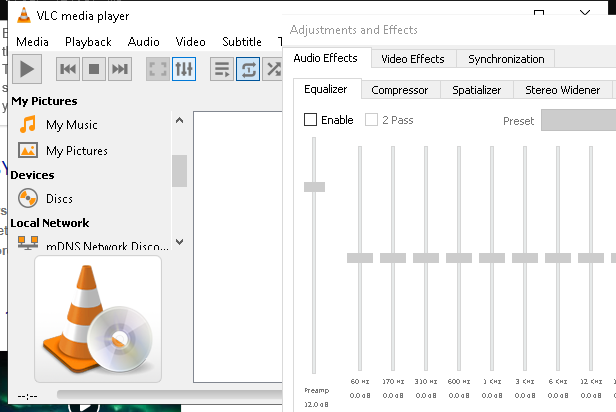 VLC media player
Media Playback Audio Video Subtitle
Adjustments and Effects
Audio Effects Video Effects Synchronization
Equalizer Compressor Spatializer Stereo Widener
Enable 2 Pass Preset
My Pictures
My Music
My Pictures
Devices
Discs
Local Network
mDNS Network Disco...
--:--
Preamp
12.0 dB
60 Hz 170 Hz 310 Hz 600 Hz 1 KHz 3 KHz 6 KHz 12 KHz
0.0 dB 0.0 dB 0.0 dB 0.0 dB 0.0 dB 0.0 dB 0.0 dB 0.0 dB